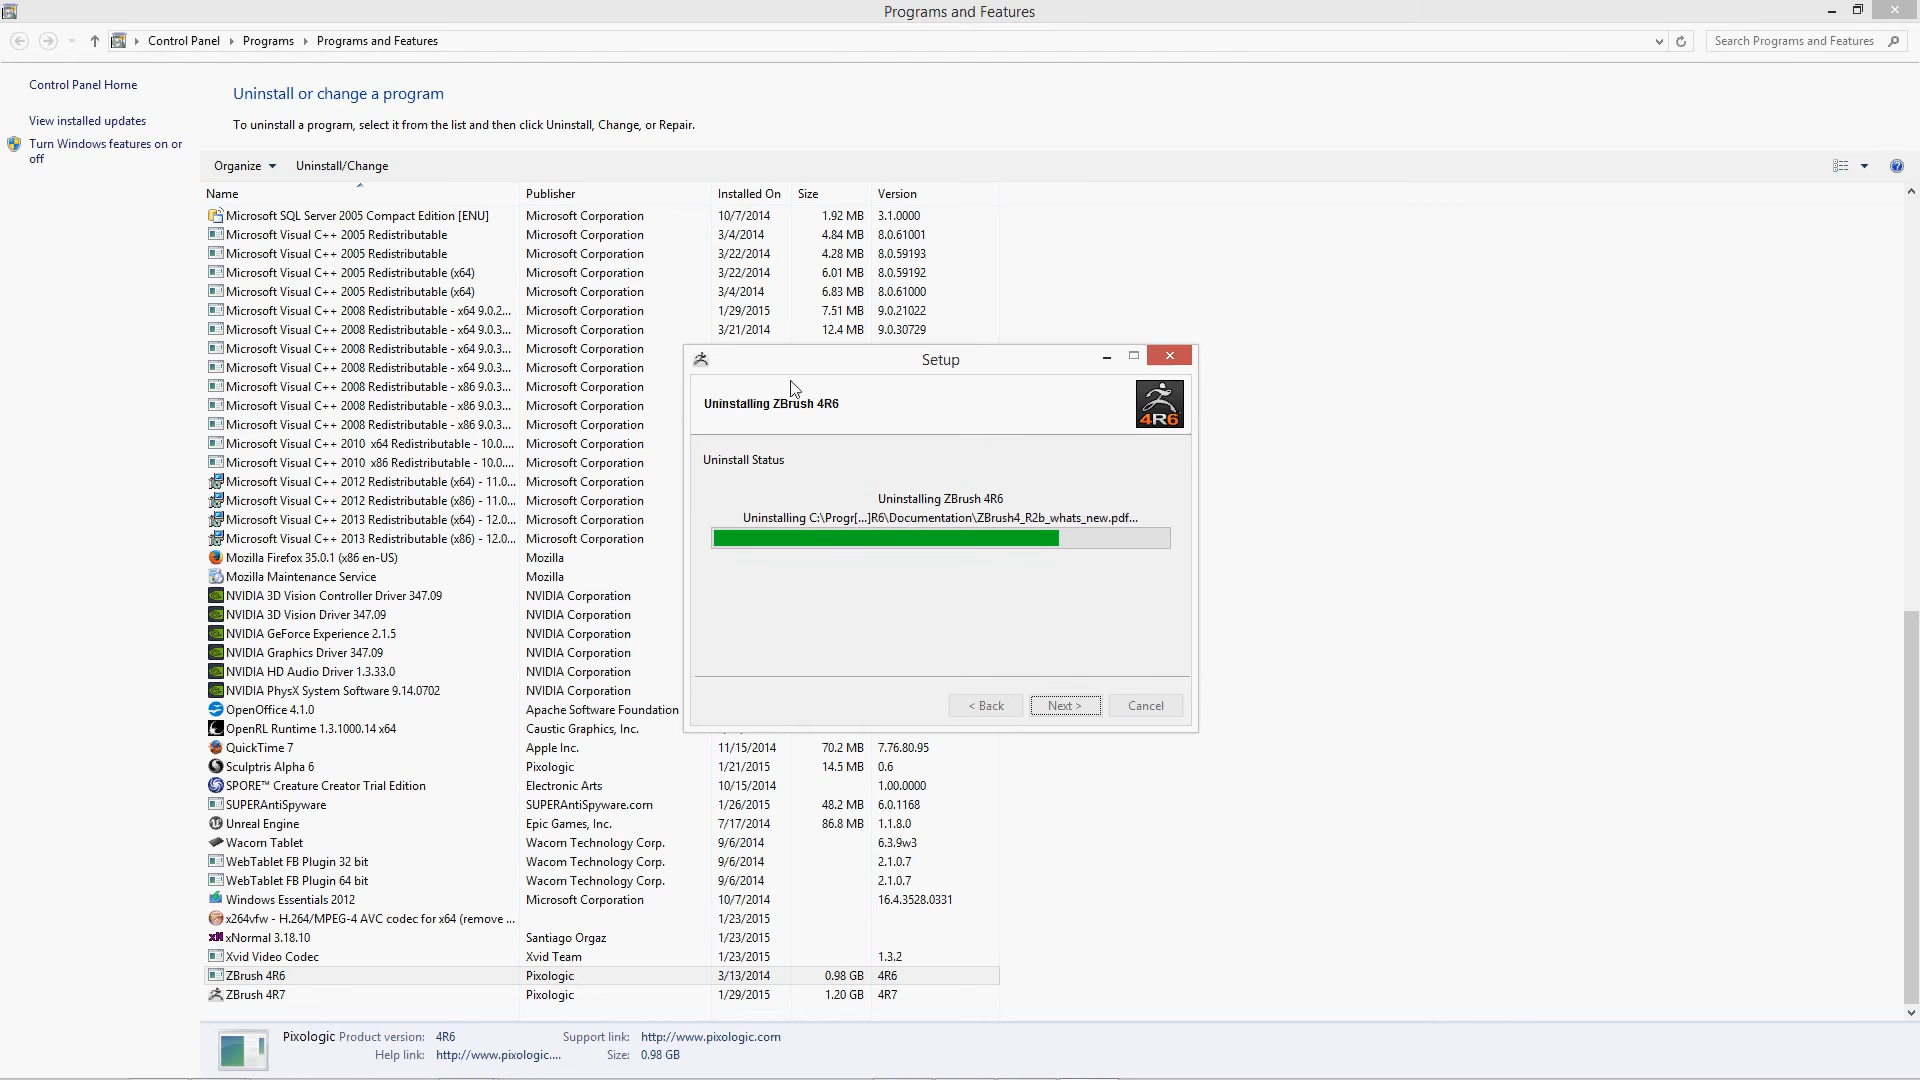 Programs and Features
Control Panel Programs Programs and Features
Search Programs and Features
Control Panel Home
View installed updates
Turn Windows features on or
off
Uninstall or change a program
To uninstall a program, select it from the list and then click Uninstall, Change, or Repair.
Organize Uninstall/Change
Name Publisher Installed On Size Version
Microsoft SQL Server 2005 Compact Edition [ENU] Microsoft Corporation 10/7/2014 1.92 MB 3.1.0000
Microsoft Visual C++ 2005 Redistributable Microsoft Corporation 3/4/2014 4.84 MB 8.0.61001
Microsoft Visual C++ 2005 Redistributable Microsoft Corporation 3/22/2014 4.28 MB 8.0.59193
Microsoft Visual C++ 2005 Redistributable (x64) Microsoft Corporation 3/22/2014 6.01 MB 8.0.59192
Microsoft Visual C++ 2005 Redistributable (x64) Microsoft Corporation 3/4/2014 6.83 MB 8.0.61000
Microsoft Visual C++ 2008 Redistributable - x64 9.0.2... Microsoft Corporation 1/29/2015 7.51 MB 9.0.21022
Microsoft Visual C++ 2008 Redistributable - x64 9.0.3... Microsoft Corporation 3/21/2014 12.4 MB 9.0.30729
Microsoft Visual C++ 2008 Redistributable - x64 9.0.3... Microsoft Corporation
Microsoft Visual C++ 2008 Redistributable - x64 9.0.3... Microsoft Corporation
Microsoft Visual C++ 2008 Redistributable - x86 9.0.3... Microsoft Corporation
Microsoft Visual C++ 2008 Redistributable - x86 9.0.3... Microsoft Corporation
Microsoft Visual C++ 2008 Redistributable - x86 9.0.3... Microsoft Corporation
Microsoft Visual C++ 2010 x64 Redistributable - 10.0.... Microsoft Corporation
Microsoft Visual C++ 2010 x86 Redistributable - 10.0.... Microsoft Corporation
Microsoft Visual C++ 2012 Redistributable (x64) - 11.0... Microsoft Corporation
Microsoft Visual C++ 2012 Redistributable (x86) - 11.0... Microsoft Corporation
Microsoft Visual C++ 2013 Redistributable (x64) - 12.0... Microsoft Corporation
Microsoft Visual C++ 2013 Redistributable (x86) - 12.0... Microsoft Corporation
Mozilla Firefox 35.0.1 (x86 en-US) Mozilla
Mozilla Maintenance Service Mozilla
NVIDIA 3D Vision Controller Driver 347.09 NVIDIA Corporation
NVIDIA 3D Vision Driver 347.09 NVIDIA Corporation
NVIDIA GeForce Experience 2.1.5 NVIDIA Corporation
NVIDIA Graphics Driver 347.09 NVIDIA Corporation
NVIDIA HD Audio Driver 1.3.33.0 NVIDIA Corporation
NVIDIA PhysX System Software 9.14.0702 NVIDIA Corporation
OpenOffice 4.1.0 Apache Software Foundation
OpenRL Runtime 1.3.1000.14 x64 Caustic Graphics, Inc.
QuickTime 7 Apple Inc. 11/15/2014 70.2 MB 7.76.80.95
Sculptris Alpha 6 Pixologic 1/21/2015 14.5 MB 0.6
SPORE™ Creature Creator Trial Edition Electronic Arts 10/15/2014 1.00.0000
SUPERAntiSpyware SUPERAntiSpyware.com 1/26/2015 48.2 MB 6.0.1168
Unreal Engine Epic Games, Inc. 7/17/2014 86.8 MB 1.1.8.0
Wacom Tablet Wacom Technology Corp. 9/6/2014 6.3.9w3
WebTablet FB Plugin 32 bit Wacom Technology Corp. 9/6/2014 2.1.0.7
WebTablet FB Plugin 64 bit Wacom Technology Corp. 9/6/2014 2.1.0.7
Windows Essentials 2012 Microsoft Corporation 10/7/2014 16.4.3528.0331
x264vfw - H.264/MPEG-4 AVC codec for x64 (remove ... 1/23/2015
xNormal 3.18.10 Santiago Orgaz 1/23/2015
Xvid Video Codec Xvid Team 1/23/2015 1.3.2
ZBrush 4R6 Pixologic 3/13/2014 0.98 GB 4R6
ZBrush 4R7 Pixologic 1/29/2015 1.20 GB 4R7
Pixologic Product version: 4R6 Support link: http://www.pixologic.com
Help link: http://www.pixologic.... Size: 0.98 GB
Setup
Uninstalling ZBrush 4R6
4R6
Uninstall Status
Uninstalling ZBrush 4R6
Uninstalling C:\Progr[...]R6\Documentation\ZBrush4_R2b_whats_new.pdf...
< Back Next > Cancel